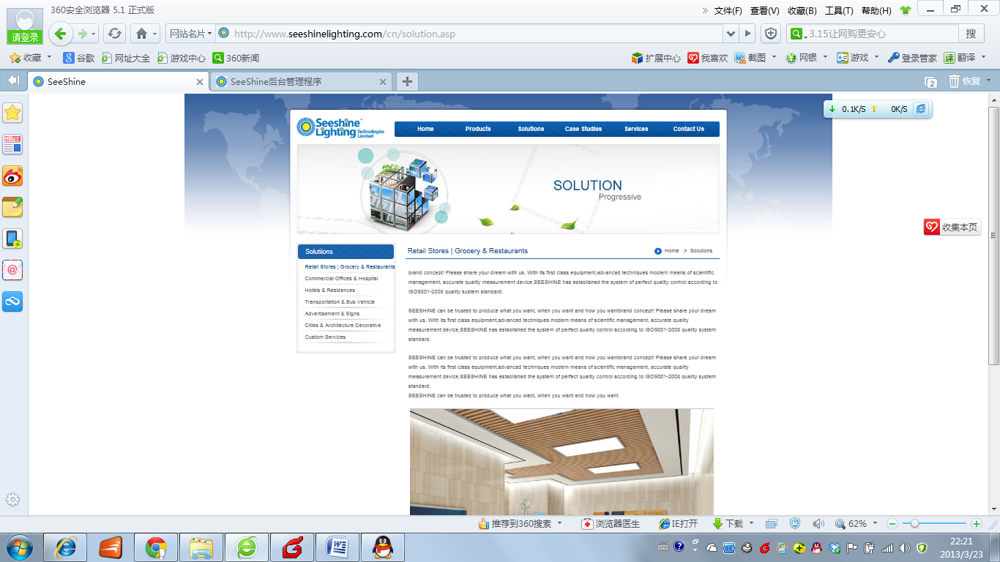 360安全浏览器 5.1 正式版
» 文件(F) 查看(V) 收藏(B) 工具(T) 帮助(H)
请登录
网站名片
http://www.seeshinelighting.com/cn/solution.asp
3.15让网购更安心
搜
收藏 谷歌 网址大全 游戏中心 360新闻
扩展中心 我喜欢 截图 网银 游戏 登录管家 译 翻译
SeeShine
SeeShine后台管理程序
2 恢复
NEWS
0.1K/S 0K/S
Seeshine™
Lighting Technologies Limited
Home Products Solutions Case Studies Services Contact Us
SOLUTION
Progressive
收集本页
Solutiions
Retail Stores | Grocery & Restaurants
Commercial Offices & Hospital
Hotels & Residences
Transportation & Bus Vehicle
Advertisement & Signs
Cities & Architecture Decorative
Custom Services
Retail Stores | Grocery & Restaurants
Home > Solutions
brand concept! Please share your dream with us. With its first class equipment,advanced techniques modern means of scientific
management, accurate quality measurement device,SEESHINE has established the system of perfect quality control according to
ISO9001-2008 quality system standard.
SEESHINE can be trusted to produce what you want, when you want and how you wantbrand concept! Please share your dream
with us. With its first class equipment,advanced techniques modern means of scientific management, accurate quality
measurement device,SEESHINE has established the system of perfect quality control according to ISO9001-2008 quality system
standard.
SEESHINE can be trusted to produce what you want, when you want and how you wantbrand concept! Please share your dream
with us. With its first class equipment,advanced techniques modern means of scientific management, accurate quality
measurement device,SEESHINE has established the system of perfect quality control according to ISO9001-2008 quality system
standard.
SEESHINE can be trusted to produce what you want, when you want and how you want
推荐到360搜索 浏览器医生 IE打开 下载 62%
22:21
2013/3/23